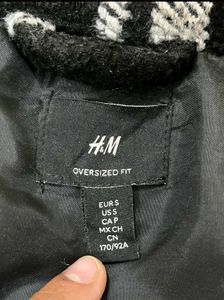 H&M
OVERSIZED FIT
EUR S
US S
CA P
MX CH
CN
170/92A